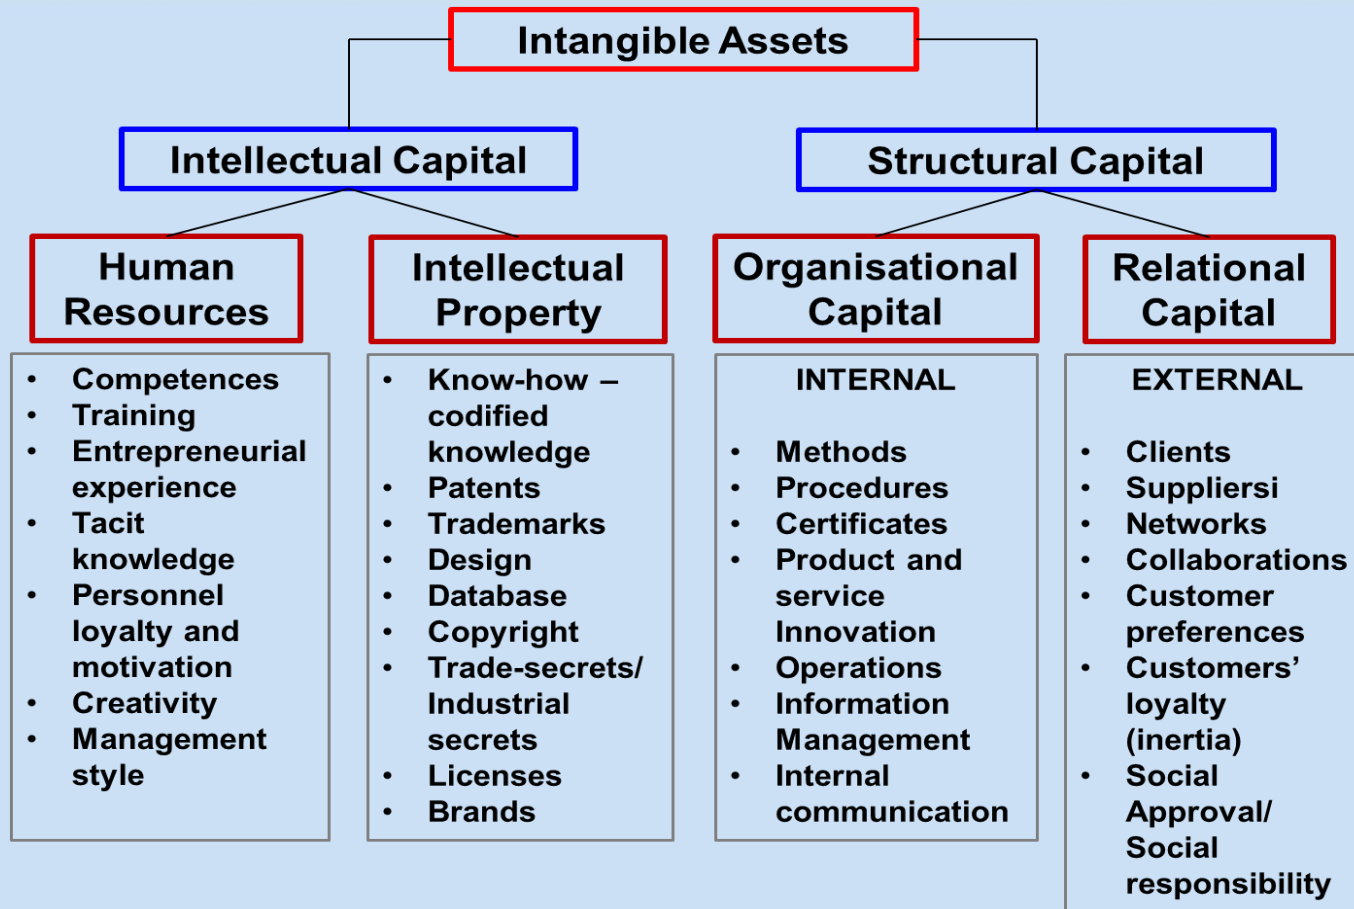 Intangible Assets
Intellectual Capital
Structural Capital
Human
Resources
Intellectual
Property
Organisational
Capital
Relational
Capital
• Competences
• Training
• Entrepreneurial
experience
• Tacit
knowledge
• Personnel
loyalty and
motivation
• Creativity
• Management
style
• Know-how –
codified
knowledge
• Patents
• Trademarks
• Design
• Database
• Copyright
• Trade-secrets/
Industrial
secrets
• Licenses
• Brands
INTERNAL
• Methods
• Procedures
• Certificates
• Product and
service
Innovation
• Operations
• Information
Management
• Internal
communication
EXTERNAL
• Clients
• Suppliersi
• Networks
• Collaborations
• Customer
preferences
• Customers’
loyalty
(inertia)
• Social
Approval/
Social
responsibility